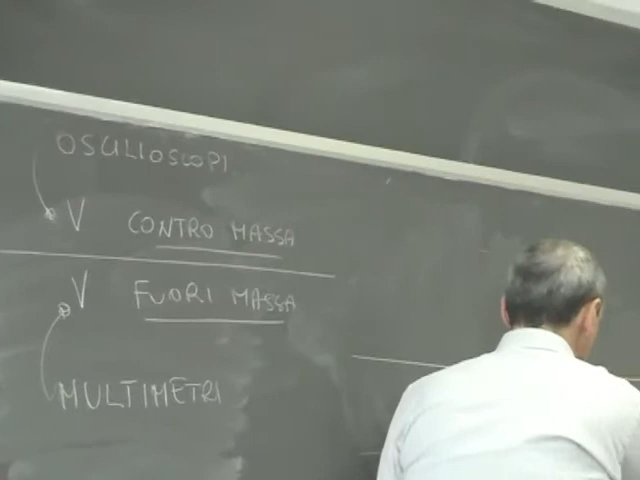 OSCILLOSCOPI
V CONTRO MASSA
V FUORI MASSA
MULTIMETRI